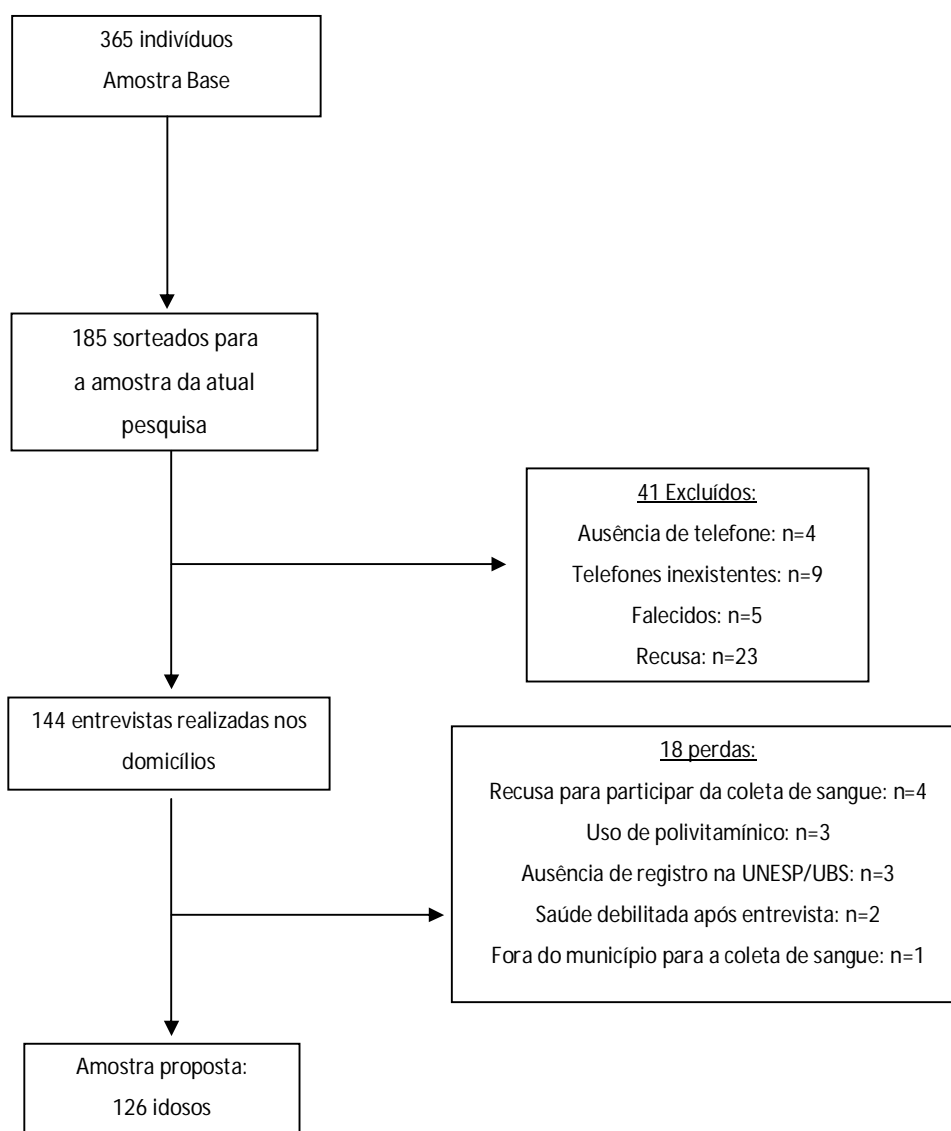 365 indivíduos
Amostra Base
185 sorteados para
a amostra da atual
pesquisa
41 Excluídos:
Ausência de telefone: n=4
Telefones inexistentes: n=9
Falecidos: n=5
Recusa: n=23
144 entrevistas realizadas nos
domicílios
18 perdas:
Recusa para participar da coleta de sangue: n=4
Uso de polivitamínico: n=3
Ausência de registro na UNESP/UBS: n=3
Saúde debilitada após entrevista: n=2
Fora do município para a coleta de sangue: n=1
Amostra proposta:
126 idosos